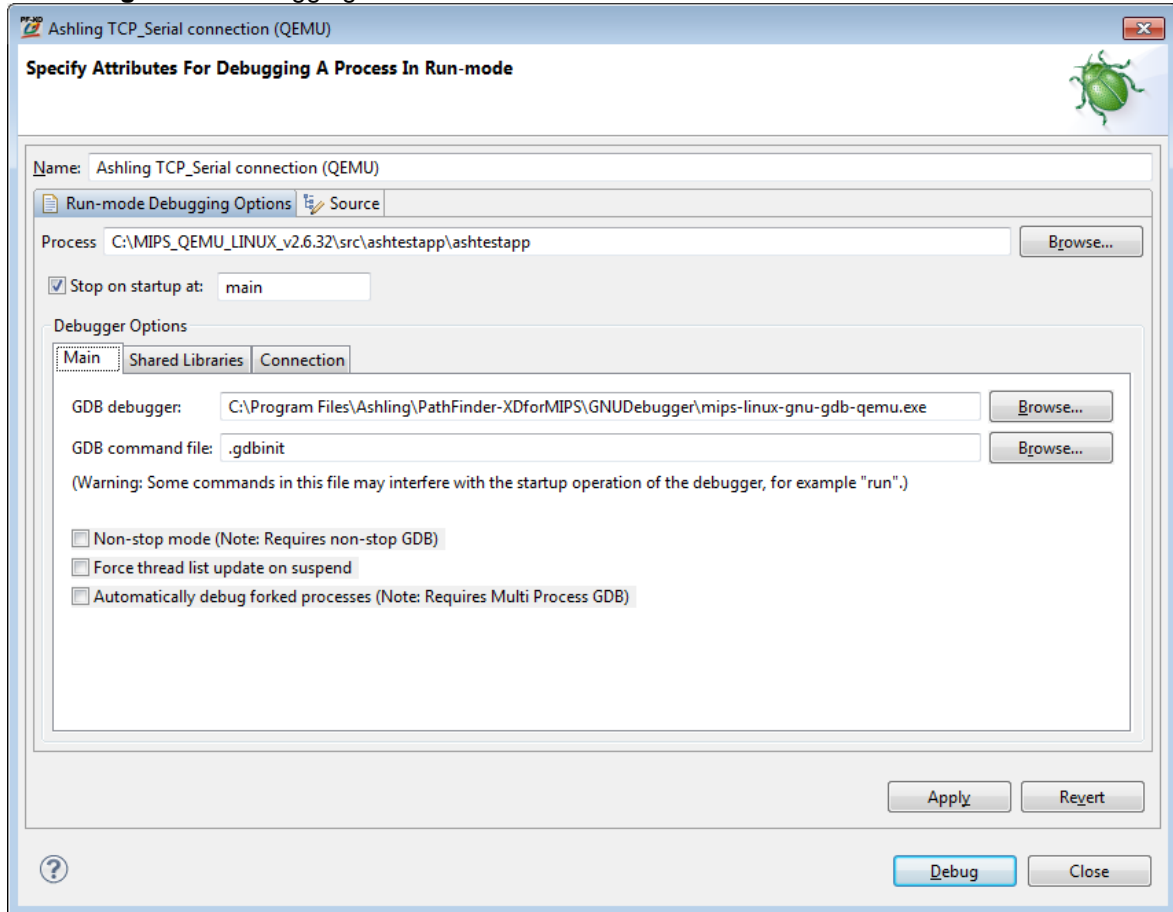 Ashling TCP_Serial connection (QEMU)
Specify Attributes For Debugging A Process In Run-mode
Name: Ashling TCP_Serial connection (QEMU)
Run-mode Debugging Options Source
Process C:\MIPS_QEMU_LINUX_v2.6.32\src\ashtestapp\ashtestapp Browse...
Stop on startup at: main
Debugger Options
Main Shared Libraries Connection
GDB debugger: C:\Program Files\Ashling\PathFinder-XDforMIPS\GNUDebugger\mips-linux-gnu-gdb-qemu.exe Browse...
GDB command file: .gdbinit Browse...
(Warning: Some commands in this file may interfere with the startup operation of the debugger, for example "run".)
Non-stop mode (Note: Requires non-stop GDB)
Force thread list update on suspend
Automatically debug forked processes (Note: Requires Multi Process GDB)
Apply Revert
? Debug Close